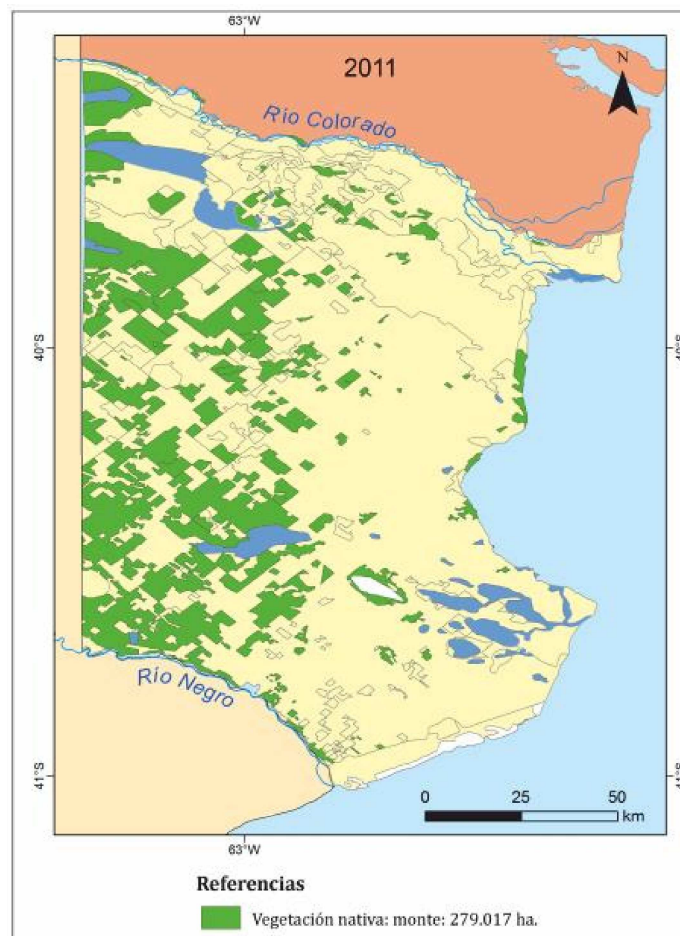 63°W
2011
N
Río Colorado
40°S
40°S
Río Negro
41°S
41°S
0 25 50
km
63°W
Referencias
Vegetación nativa: monte: 279.017 ha.